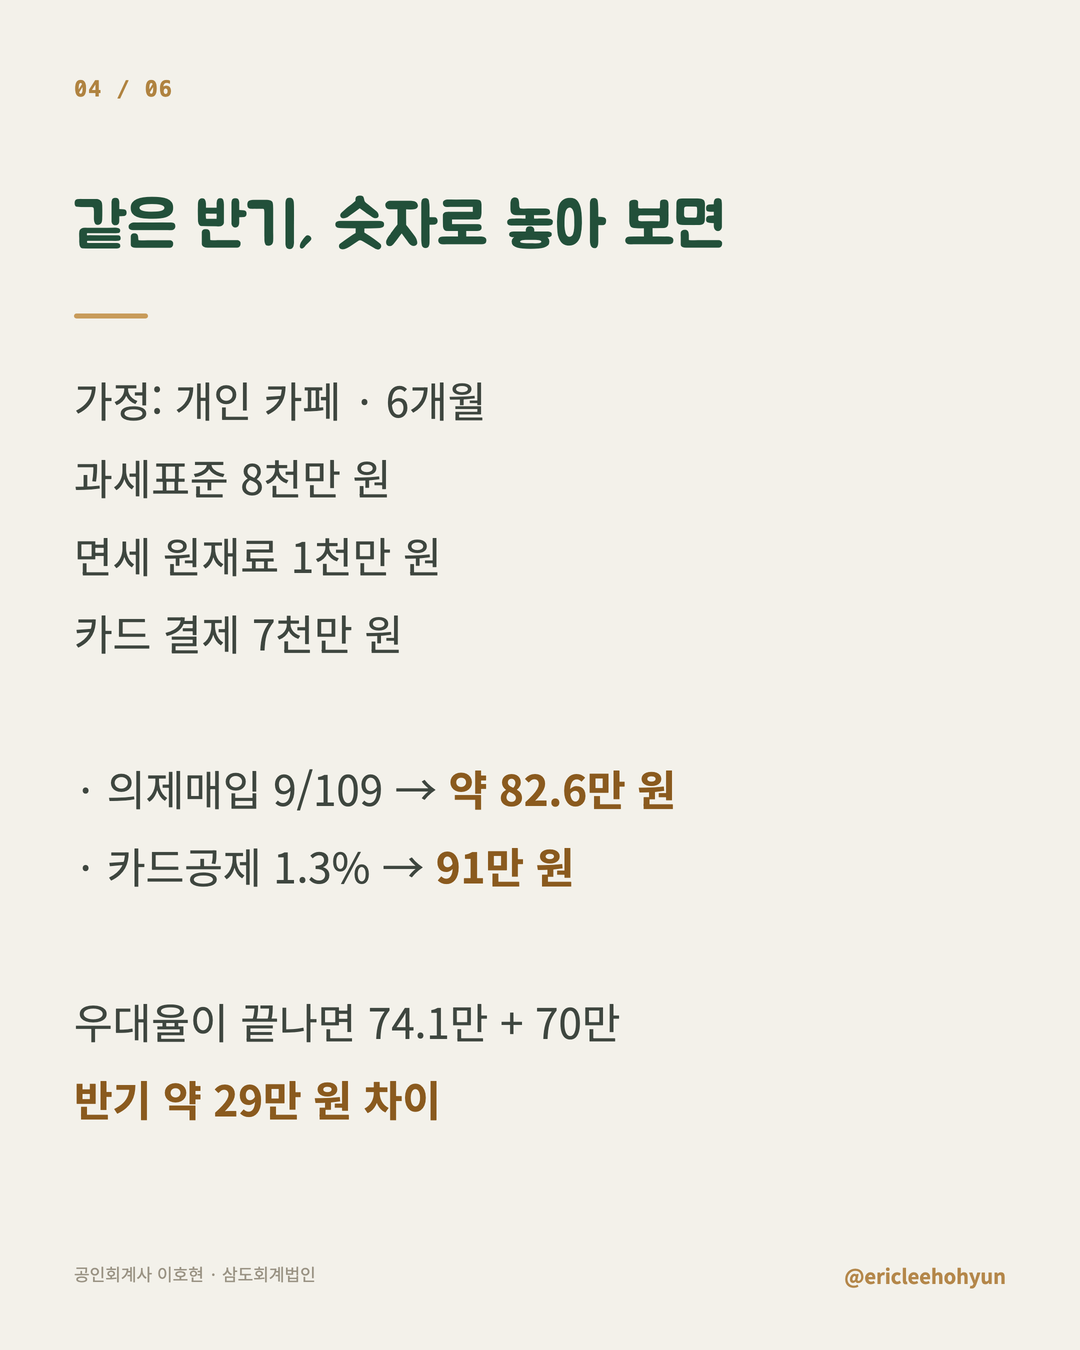 04 / 06
같은 반기, 숫자로 놓아 보면
가정: 개인 카페 · 6개월
과세표준 8천만 원
면세 원재료 1천만 원
카드 결제 7천만 원
· 의제매입 9/109 → 약 82.6만 원
· 카드공제 1.3% → 91만 원
우대율이 끝나면 74.1만 + 70만
반기 약 29만 원 차이
공인회계사 이호현 · 삼도회계법인
@ericleehohyun